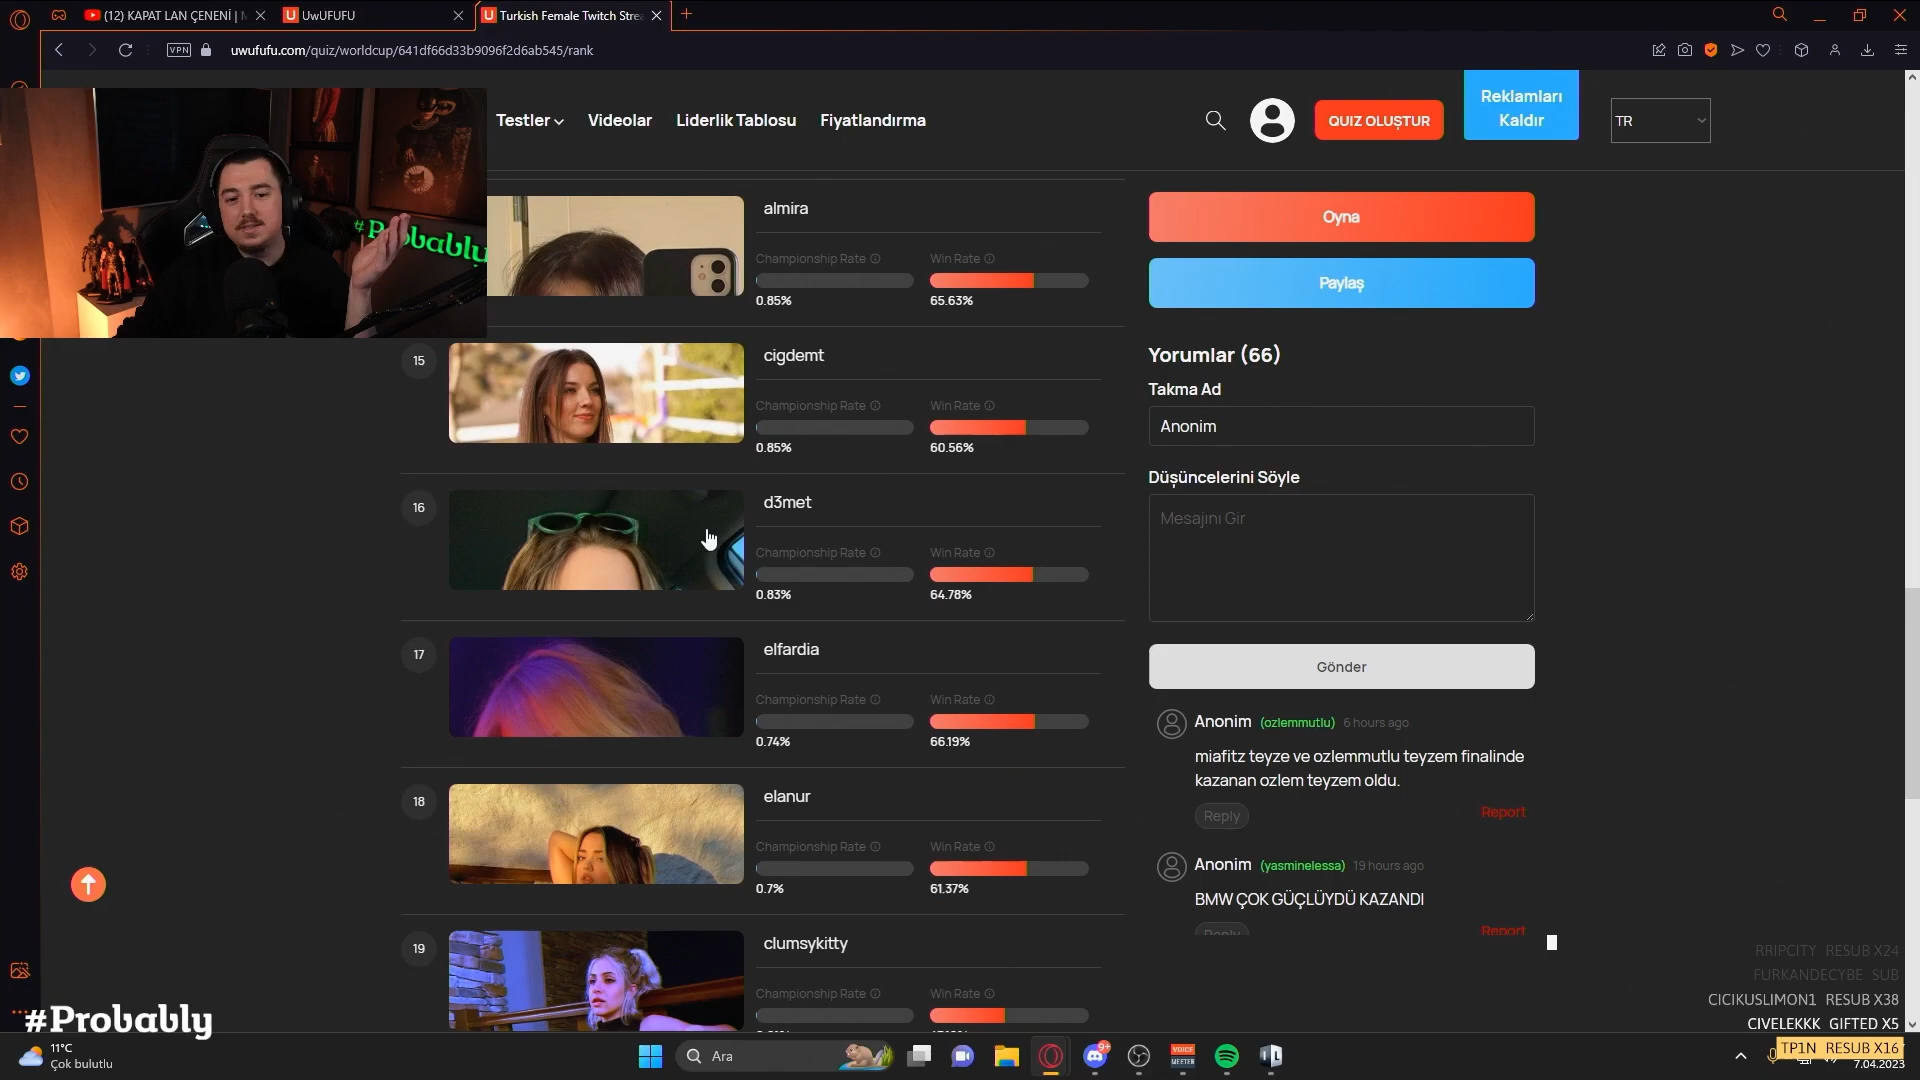 (12) KAPAT LAN ÇENENİ |
UwUFUFU
Turkish Female Twitch Stre
VPN
uwufufu.com/quiz/worldcup/641df66d33b9096f2d6ab545/rank
Testler
Videolar
Liderlik Tablosu
Fiyatlandırma
QUIZ OLUŞTUR
Reklamları
Kaldır
TR
#Probably
almira
Championship Rate
Win Rate
0.85%
65.63%
15
cigdemt
Championship Rate
Win Rate
0.85%
60.56%
16
d3met
Championship Rate
Win Rate
0.83%
64.78%
17
elfardia
Championship Rate
Win Rate
0.74%
66.19%
18
elanur
Championship Rate
Win Rate
0.7%
61.37%
19
clumsykitty
Championship Rate
Win Rate
Oyna
Paylaş
Yorumlar (66)
Takma Ad
Anonim
Düşüncelerini Söyle
Mesajını Gir
Gönder
Anonim (ozlemmutlu) 6 hours ago
miafitz teyze ve ozlemmutlu teyzem finalinde
kazanan ozlem teyzem oldu.
Reply
Report
Anonim (yasminelessa) 19 hours ago
BMW ÇOK GÜÇLÜYDÜ KAZANDI
Reply
Report
RRIPCITY RESUB X24
FURKANDECYBE SUB
CICIKUSLIMON1 RESUB X38
CIVELEKKK GIFTED X5
TP1N RESUB X16
#Probably
11°C
Çok bulutlu
Ara
9+
VOICE
MEETER
7.04.2023